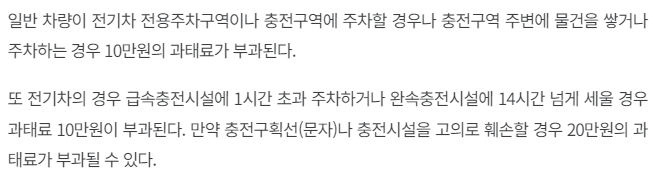 일반 차량이 전기차 전용주차구역이나 충전구역에 주차할 경우나 충전구역 주변에 물건을 쌓거나
주차하는 경우 10만원의 과태료가 부과된다.
또 전기차의 경우 급속충전시설에 1시간 초과 주차하거나 완속충전시설에 14시간 넘게 세울 경우
과태료 10만원이 부과된다. 만약 충전구획선(문자)나 충전시설을 고의로 훼손할 경우 20만원의 과
태료가 부과될 수 있다.